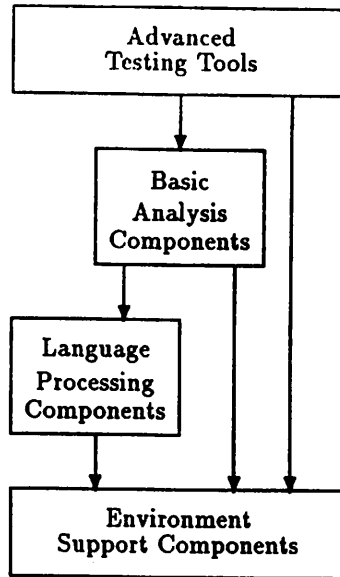 Advanced
Testing Tools
Basic
Analysis
Components
Language
Processing
Components
Environment
Support Components